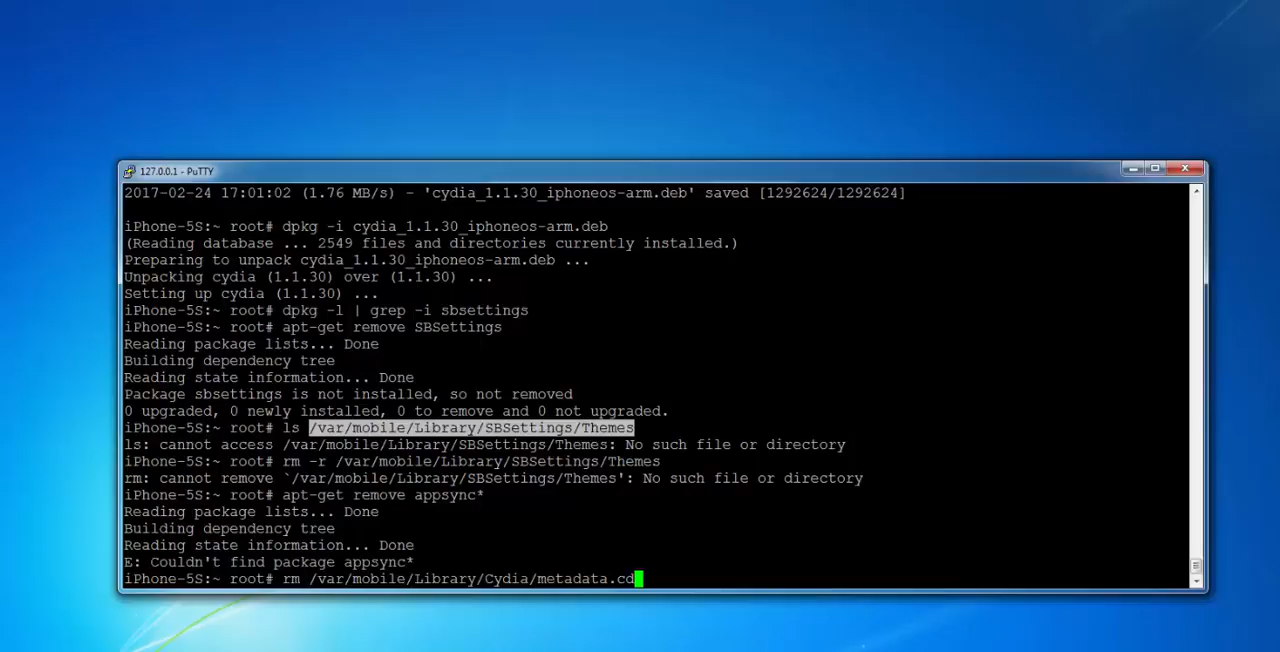 127.0.0.1 - PuTTY
2017-02-24 17:01:02 (1.76 MB/s) - 'cydia_1.1.30_iphoneos-arm.deb' saved [1292624/1292624]
iPhone-5S:~ root# dpkg -i cydia_1.1.30_iphoneos-arm.deb
(Reading database ... 2549 files and directories currently installed.)
Preparing to unpack cydia_1.1.30_iphoneos-arm.deb ...
Unpacking cydia (1.1.30) over (1.1.30) ...
Setting up cydia (1.1.30) ...
iPhone-5S:~ root# dpkg -l | grep -i sbsettings
iPhone-5S:~ root# apt-get remove SBSettings
Reading package lists... Done
Building dependency tree
Reading state information... Done
Package sbsettings is not installed, so not removed
0 upgraded, 0 newly installed, 0 to remove and 0 not upgraded.
iPhone-5S:~ root# ls /var/mobile/Library/SBSettings/Themes
ls: cannot access /var/mobile/Library/SBSettings/Themes: No such file or directory
iPhone-5S:~ root# rm -r /var/mobile/Library/SBSettings/Themes
rm: cannot remove `/var/mobile/Library/SBSettings/Themes': No such file or directory
iPhone-5S:~ root# apt-get remove appsync*
Reading package lists... Done
Building dependency tree
Reading state information... Done
E: Couldn't find package appsync*
iPhone-5S:~ root# rm /var/mobile/Library/Cydia/metadata.cd